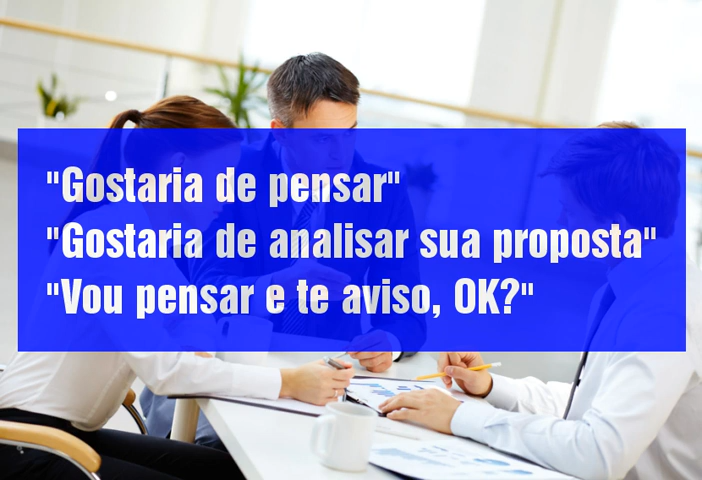 "Gostaria de pensar"
"Gostaria de analisar sua proposta"
"Vou pensar e te aviso, OK?"